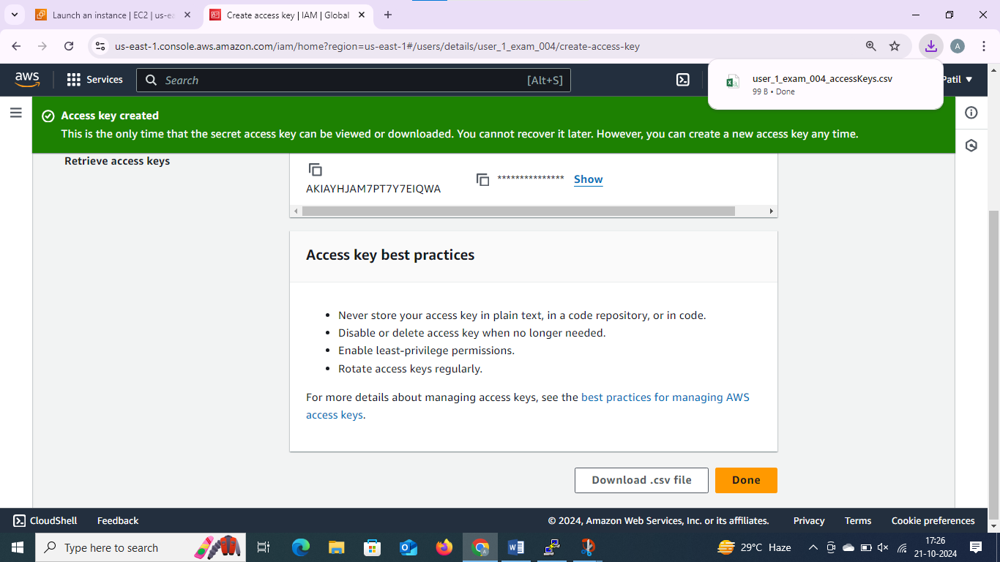 Launch an instance | EC2 | us-ea
Create access key | IAM | Global
us-east-1.console.aws.amazon.com/iam/home?region=us-east-1#/users/details/user_1_exam_004/create-access-key
A
aws
Services
Search
[Alt+S]
Patil
user_1_exam_004_accessKeys.csv
99 B • Done
Access key created
This is the only time that the secret access key can be viewed or downloaded. You cannot recover it later. However, you can create a new access key any time.
Retrieve access keys
AKIAYHJAM7PT7Y7EIQWA
*************** Show
Access key best practices
• Never store your access key in plain text, in a code repository, or in code.
• Disable or delete access key when no longer needed.
• Enable least-privilege permissions.
• Rotate access keys regularly.
For more details about managing access keys, see the best practices for managing AWS
access keys.
Download .csv file
Done
CloudShell
Feedback
© 2024, Amazon Web Services, Inc. or its affiliates.
Privacy
Terms
Cookie preferences
Type here to search
29°C Haze
17:26
21-10-2024